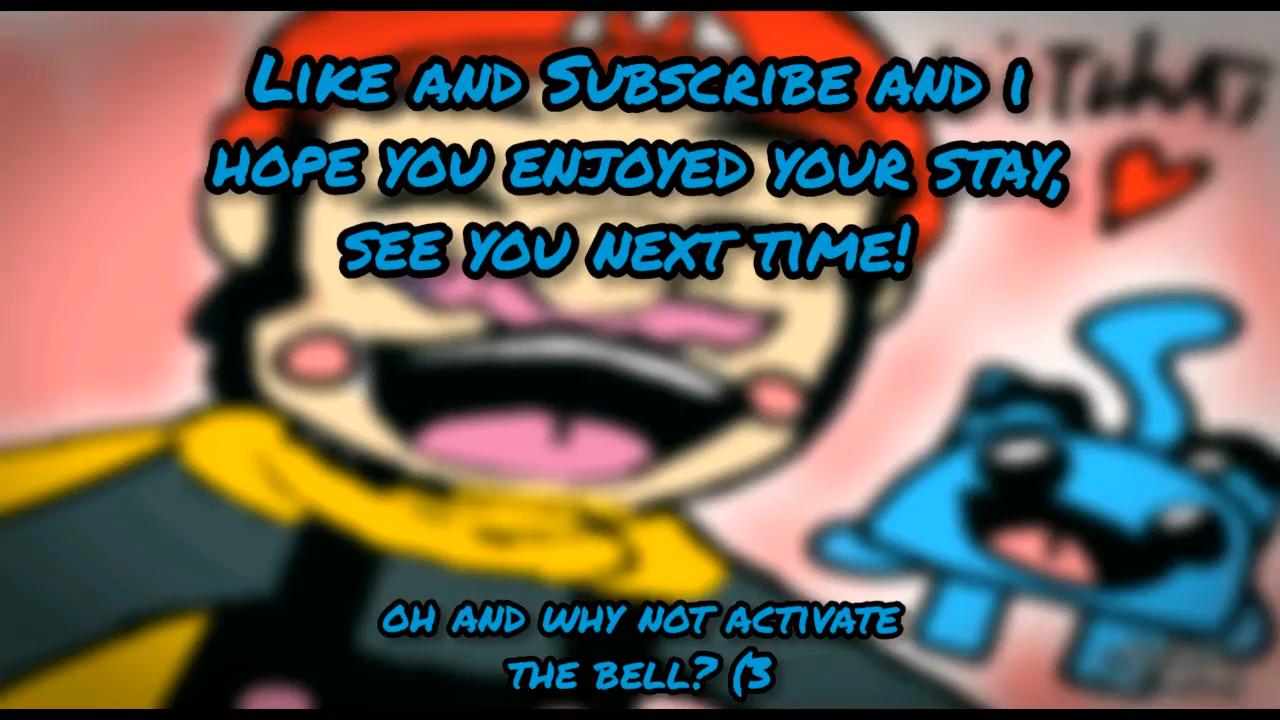 Like and Subscribe and i
hope you enjoyed your stay,
see you next time!
oh and why not activate
the bell? (3